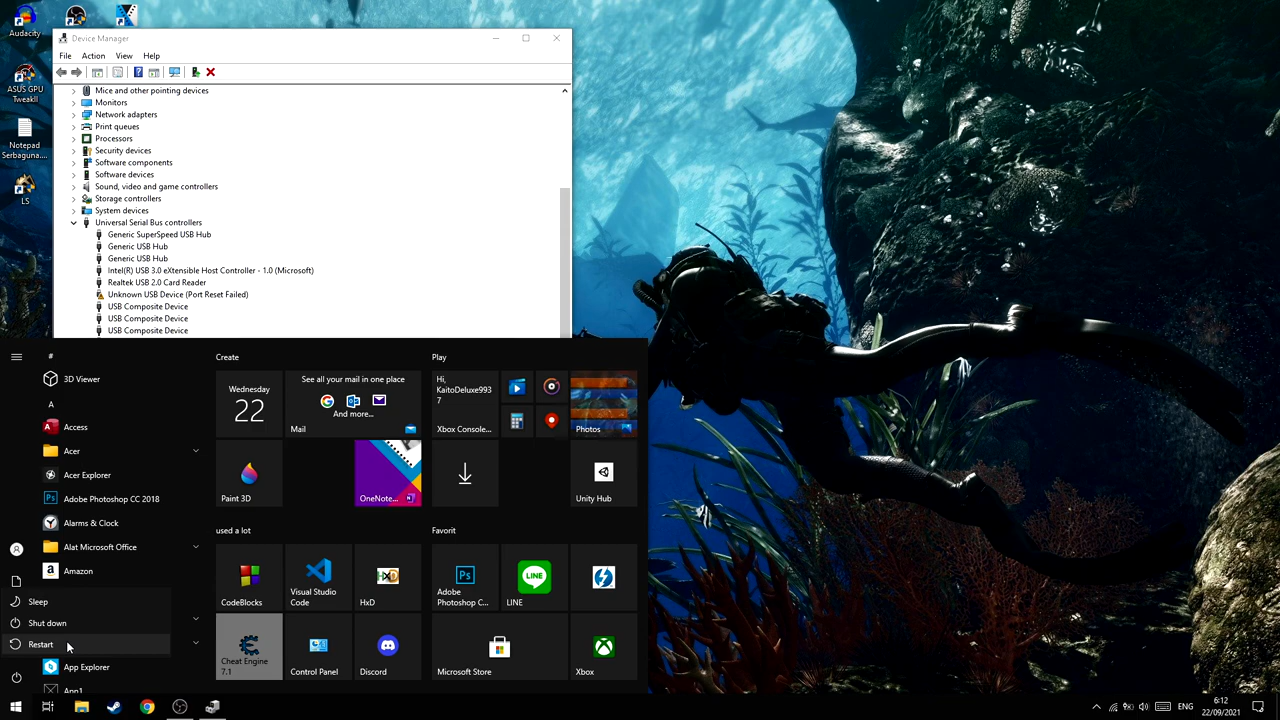 Audacity
ASUS GPU
TweakII
Notepad
Serbaguna....
LS
Device Manager
File
Action
View
Help
Mice and other pointing devices
Monitors
Network adapters
Print queues
Processors
Security devices
Software components
Software devices
Sound, video and game controllers
Storage controllers
System devices
Universal Serial Bus controllers
Generic SuperSpeed USB Hub
Generic USB Hub
Generic USB Hub
Intel(R) USB 3.0 eXtensible Host Controller - 1.0 (Microsoft)
Realtek USB 2.0 Card Reader
Unknown USB Device (Port Reset Failed)
USB Composite Device
USB Composite Device
USB Composite Device
#
3D Viewer
A
Access
Acer
Acer Explorer
Adobe Photoshop CC 2018
Alarms & Clock
Alat Microsoft Office
Amazon
Sleep
Shut down
Restart
App Explorer
App1
Create
Wednesday
22
See all your mail in one place
And more...
Mail
Paint 3D
OneNote...
used a lot
CodeBlocks
Visual Studio
Code
HxD
Cheat Engine
7.1
Control Panel
Discord
Play
Hi,
KaitoDeluxe993
7
Xbox Console...
Photos
Unity Hub
Favorit
Adobe
Photoshop C...
LINE
LINE
Microsoft Store
Xbox
ENG
6:12
22/09/2021